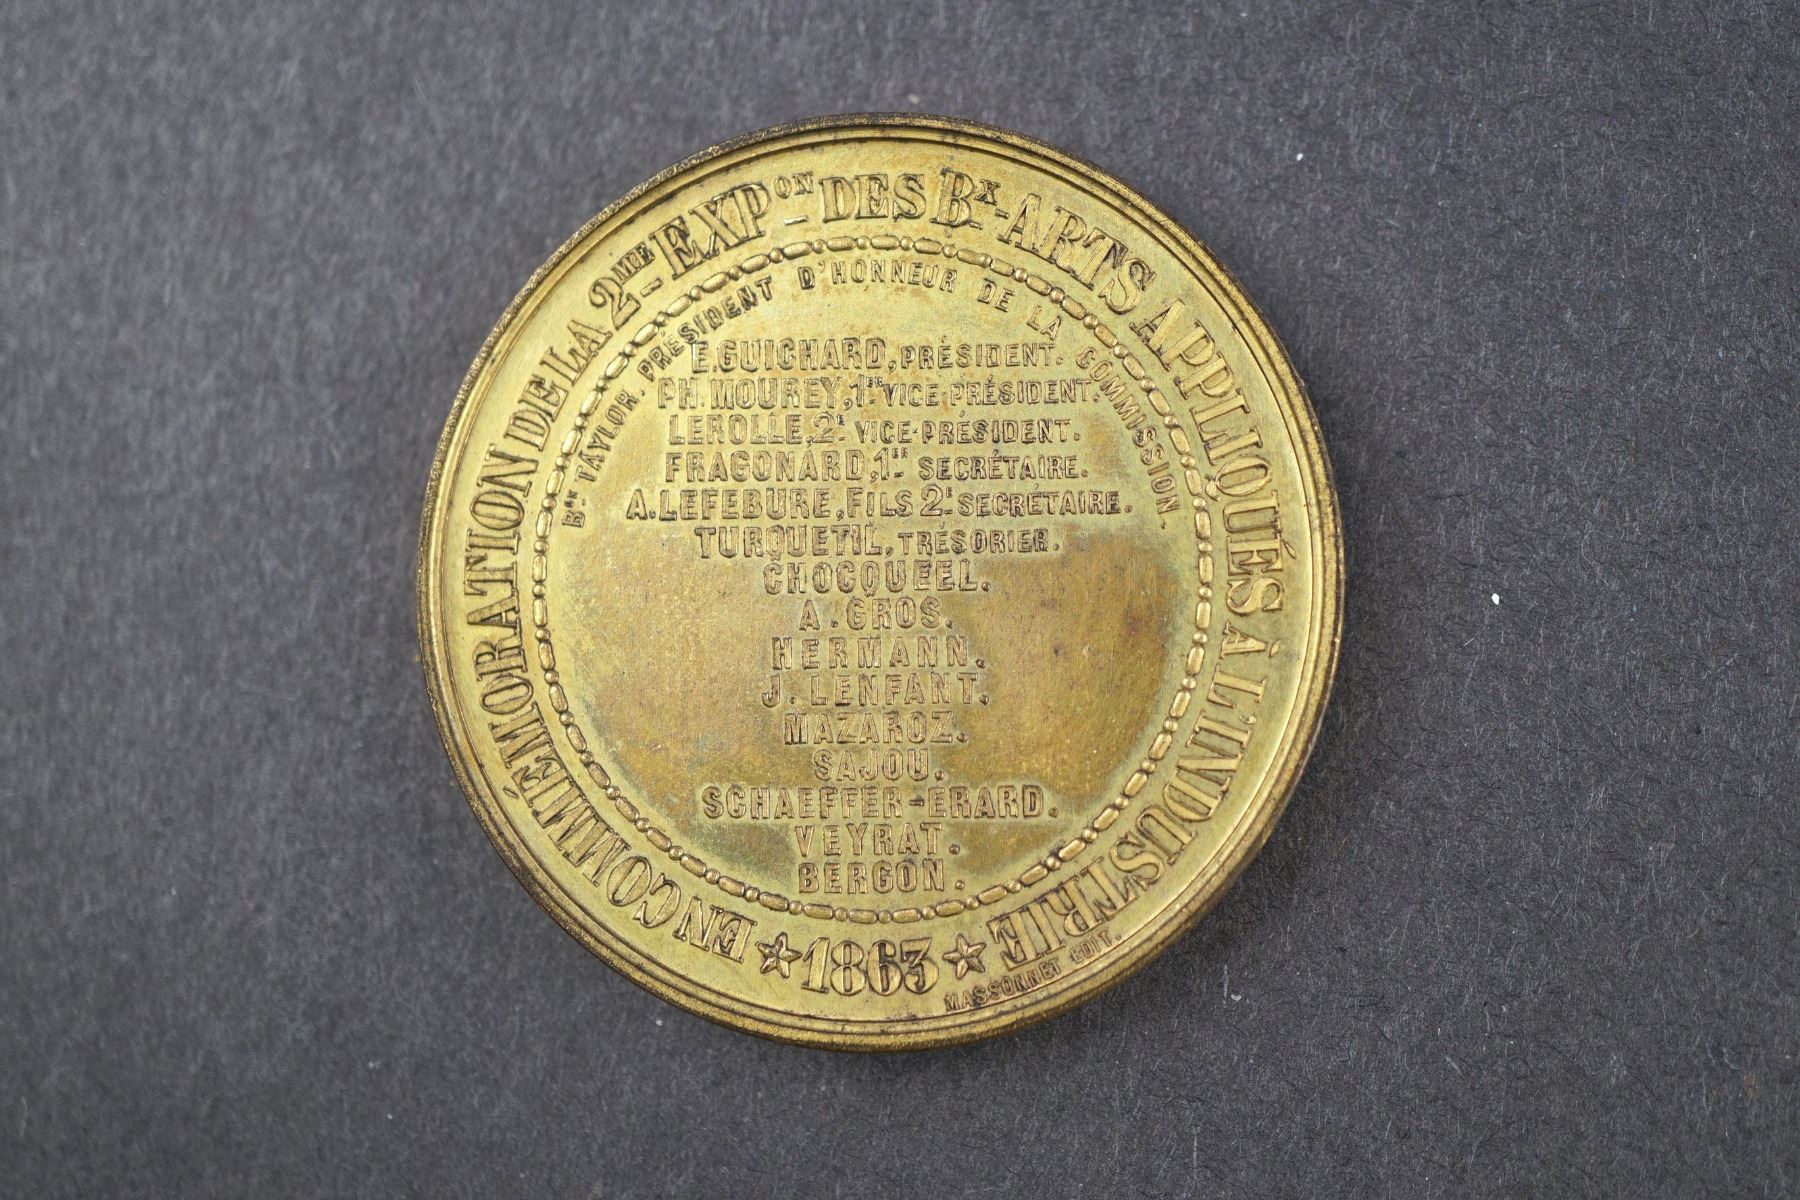 EN COMMÉMORATION DE LA 2ME EXPON DES BX-ARTS APPLIQUÉS À L'INDUSTRIE
★ 1863 ★
MASSONNET EDIT.
BON TAYLOR, PRÉSIDENT D'HONNEUR DE LA COMMISSION.
E. GUICHARD, PRÉSIDENT.
PH. MOUREY, 1ER VICE-PRÉSIDENT.
LEROLLE, 2E VICE-PRÉSIDENT.
FRAGONARD, 1ER SECRÉTAIRE.
A. LEFEBURE, FILS 2E SECRÉTAIRE.
TURQUETIL, TRÉSORIER.
CHOCQUEEL.
A. GROS.
HERMANN.
J. LENFANT.
MAZAROZ.
SAJOU.
SCHAEFFER-ERARD.
VEYRAT.
BERGON.